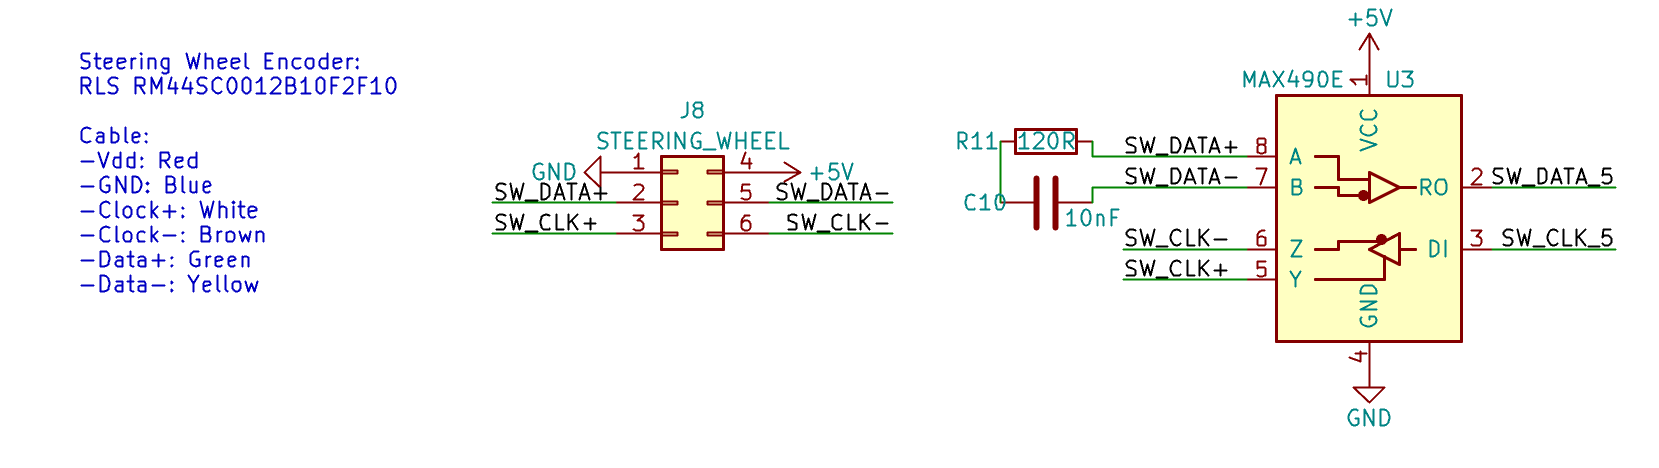 Steering Wheel Encoder:
RLS RM44SC0012B10F2F10
Cable:
-Vdd: Red
-GND: Blue
-Clock+: White
-Clock-: Brown
-Data+: Green
-Data-: Yellow
J8
STEERING_WHEEL
GND 1 4 +5V
SW_DATA+ 2 5 SW_DATA-
SW_CLK+ 3 6 SW_CLK-
R11 120R
C10 10nF
+5V
MAX490E 1 U3
VCC
SW_DATA+ 8 A
SW_DATA- 7 B RO 2 SW_DATA_5
SW_CLK- 6 Z DI 3 SW_CLK_5
SW_CLK+ 5 Y
GND
4
GND